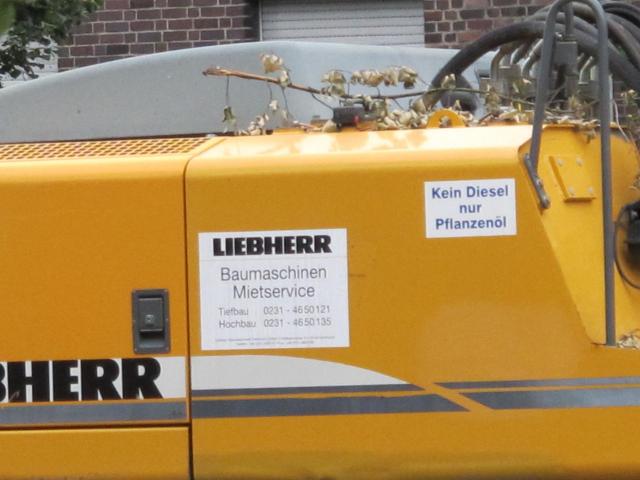 Kein Diesel
nur
Pflanzenöl
LIEBHERR
Baumaschinen
Mietservice
Tiefbau 0231 - 4650121
Hochbau 0231 - 4650135
BHERR